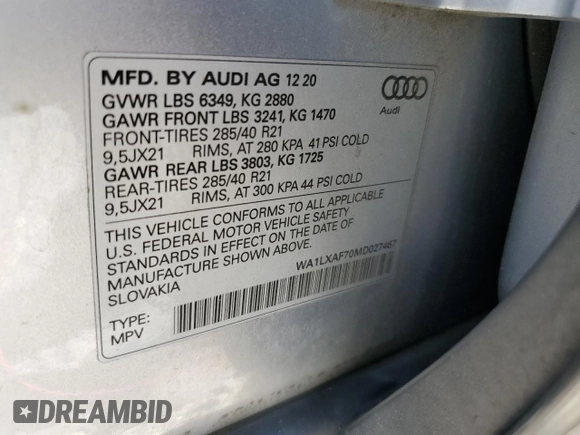 MFD. BY AUDI AG 12 20
GVWR LBS 6349, KG 2880
GAWR FRONT LBS 3241, KG 1470
FRONT-TIRES 285/40 R21
9,5JX21 RIMS, AT 280 KPA 41 PSI COLD
GAWR REAR LBS 3803, KG 1725
REAR-TIRES 285/40 R21
9,5JX21 RIMS, AT 300 KPA 44 PSI COLD
Audi
THIS VEHICLE CONFORMS TO ALL APPLICABLE
U.S. FEDERAL MOTOR VEHICLE SAFETY
STANDARDS IN EFFECT ON THE DATE OF
MANUFACTURE SHOWN ABOVE.
SLOVAKIA
WA1LXAF70MD027467
TYPE:
MPV
DREAMBID